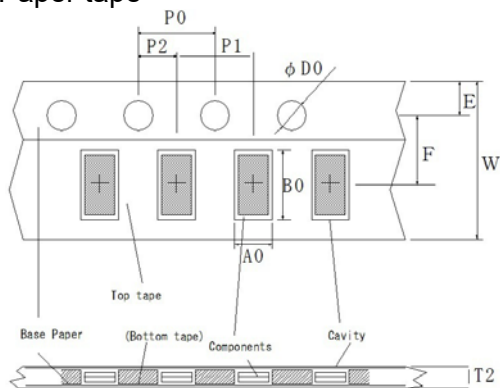 Paper tape
P0
P2 P1
φD0
E
F
W
B0
A0
Top tape
Base Paper
(Bottom tape)
Components
Cavity
T2